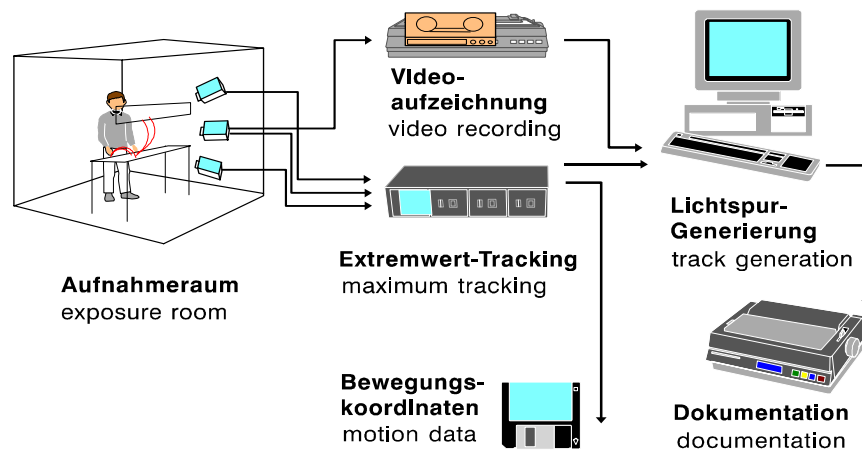 VIdeo-
aufzeichnung
video recording
Aufnahmeraum
exposure room
Extremwert-Tracking
maximum tracking
Lichtspur-
Generierung
track generation
Bewegungs-
koordInaten
motion data
Dokumentation
documentation